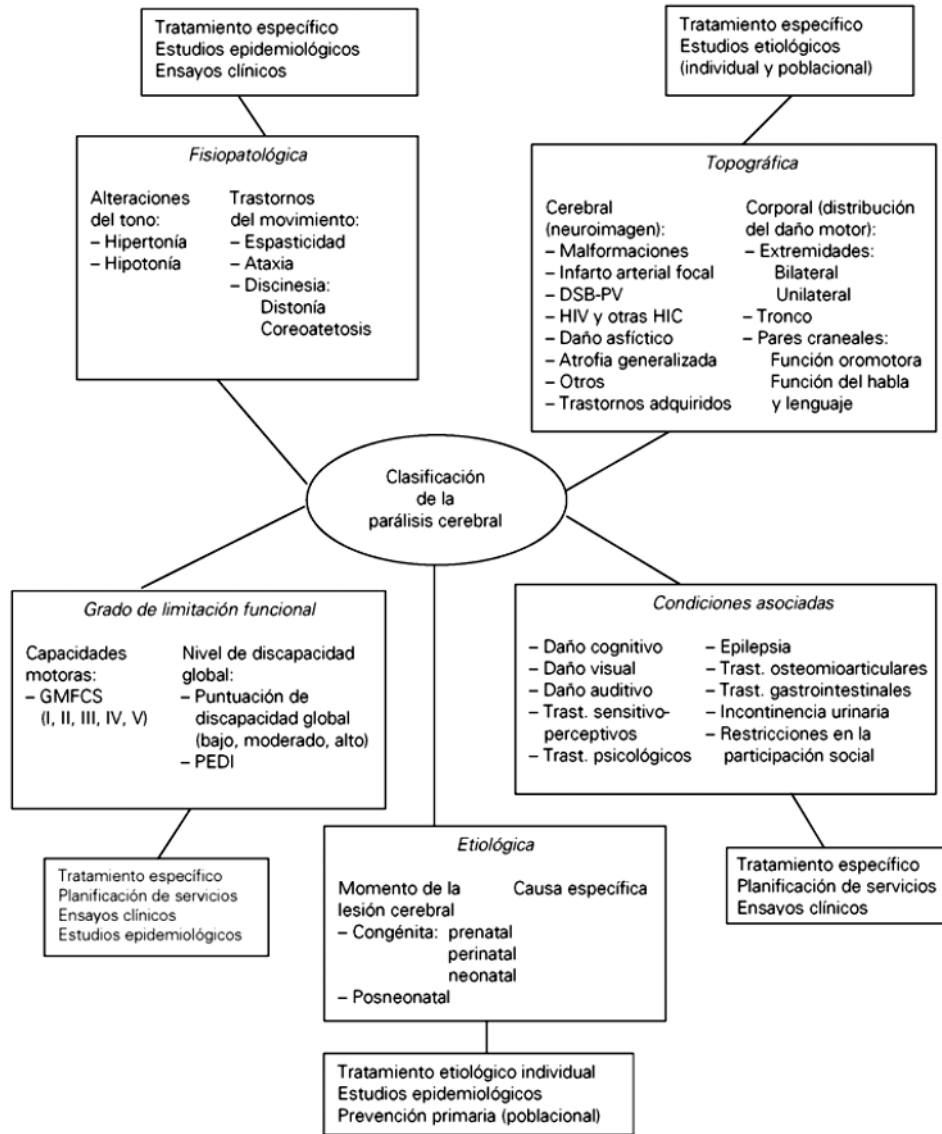 Tratamiento específico
Estudios epidemiológicos
Ensayos clínicos
Tratamiento específico
Estudios etiológicos
(individual y poblacional)
Fisiopatológica
Alteraciones
del tono:
– Hipertonía
– Hipotonía
Trastornos
del movimiento:
– Espasticidad
– Ataxia
– Discinesia:
Distonía
Coreoatetosis
Topográfica
Cerebral
(neuroimagen):
– Malformaciones
– Infarto arterial focal
– DSB-PV
– HIV y otras HIC
– Daño asfíctico
– Atrofia generalizada
– Otros
– Trastornos adquiridos
Corporal (distribución
del daño motor):
– Extremidades:
Bilateral
Unilateral
– Tronco
– Pares craneales:
Función oromotora
Función del habla
y lenguaje
Clasificación
de la
parálisis cerebral
Grado de limitación funcional
Capacidades
motoras:
– GMFCS
(I, II, III, IV, V)
Nivel de discapacidad
global:
– Puntuación de
discapacidad global
(bajo, moderado, alto)
– PEDI
Condiciones asociadas
– Daño cognitivo
– Daño visual
– Daño auditivo
– Trast. sensitivo-
perceptivos
– Trast. psicológicos
– Epilepsia
– Trast. osteomioarticulares
– Trast. gastrointestinales
– Incontinencia urinaria
– Restricciones en la
participación social
Tratamiento específico
Planificación de servicios
Ensayos clínicos
Estudios epidemiológicos
Etiológica
Momento de la
lesión cerebral
– Congénita: prenatal
perinatal
neonatal
– Posneonatal
Causa específica
Tratamiento específico
Planificación de servicios
Ensayos clínicos
Tratamiento etiológico individual
Estudios epidemiológicos
Prevención primaria (poblacional)